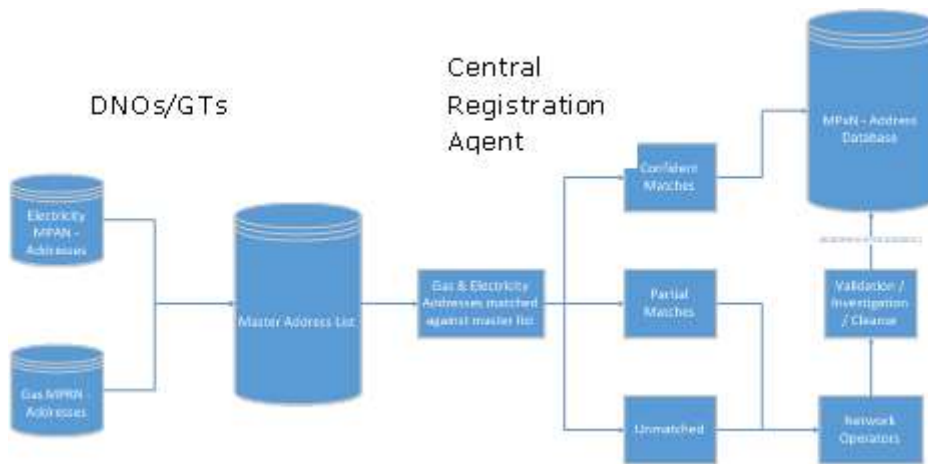 DNOs/GTs
Central
Registration
Agent
MPxN - Address
Database
Confident
Matches
Electricity
MPAN -
Addresses
Master Address List
Gas & Electricity
Addresses matched
against master list
Partial
Matches
Validation /
Investigation
/ Cleanse
Gas MPRN -
Addresses
Unmatched
Network
Operators